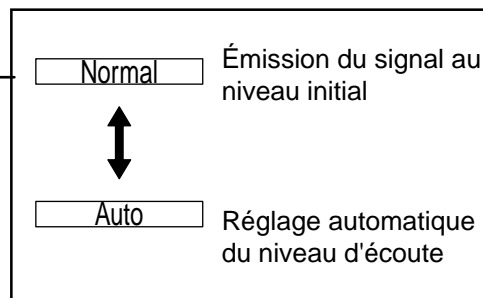 Normal
Émission du signal au
niveau initial
Auto
Réglage automatique
du niveau d'écoute